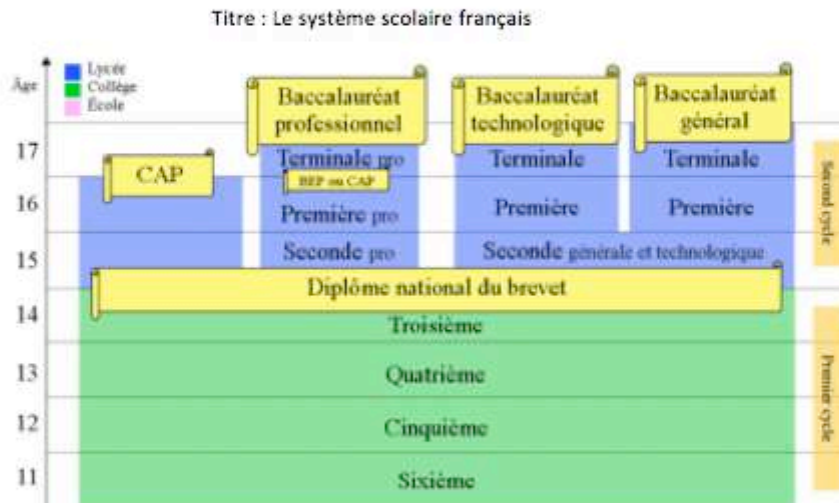 Titre : Le système scolaire français
Âge
Lycée
Collège
École
Baccalauréat
professionnel
Baccalauréat
technologique
Baccalauréat
général
17
Terminale pro
Terminale
Terminale
CAP
BEP ou CAP
16
Première pro
Première
Première
15
Seconde pro
Seconde générale et technologique
Second cycle
Diplôme national du brevet
14
Troisième
13
Quatrième
12
Cinquième
11
Sixième
Premier cycle